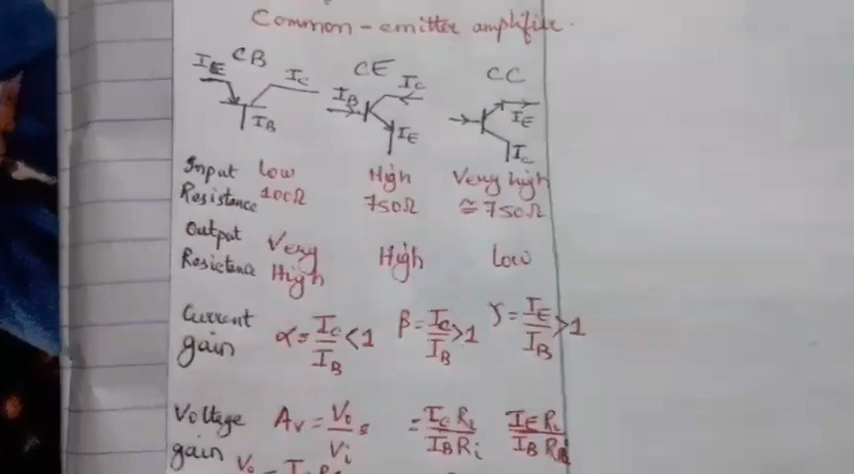 Common - emitter amplifier.
CB CE CC
IE IC IB IC IE
IB IE IC
Input Low High Very high
Resistance 100Ω 750Ω ≅ 750Ω
Output Very High Low
Resistance High
Current gain α = IC/IB < 1 β = IC/IB > 1 γ = IE/IB > 1
Voltage AV = Vo/Vi = IC RL/IB Ri IE RL/IB Ri
gain Vo